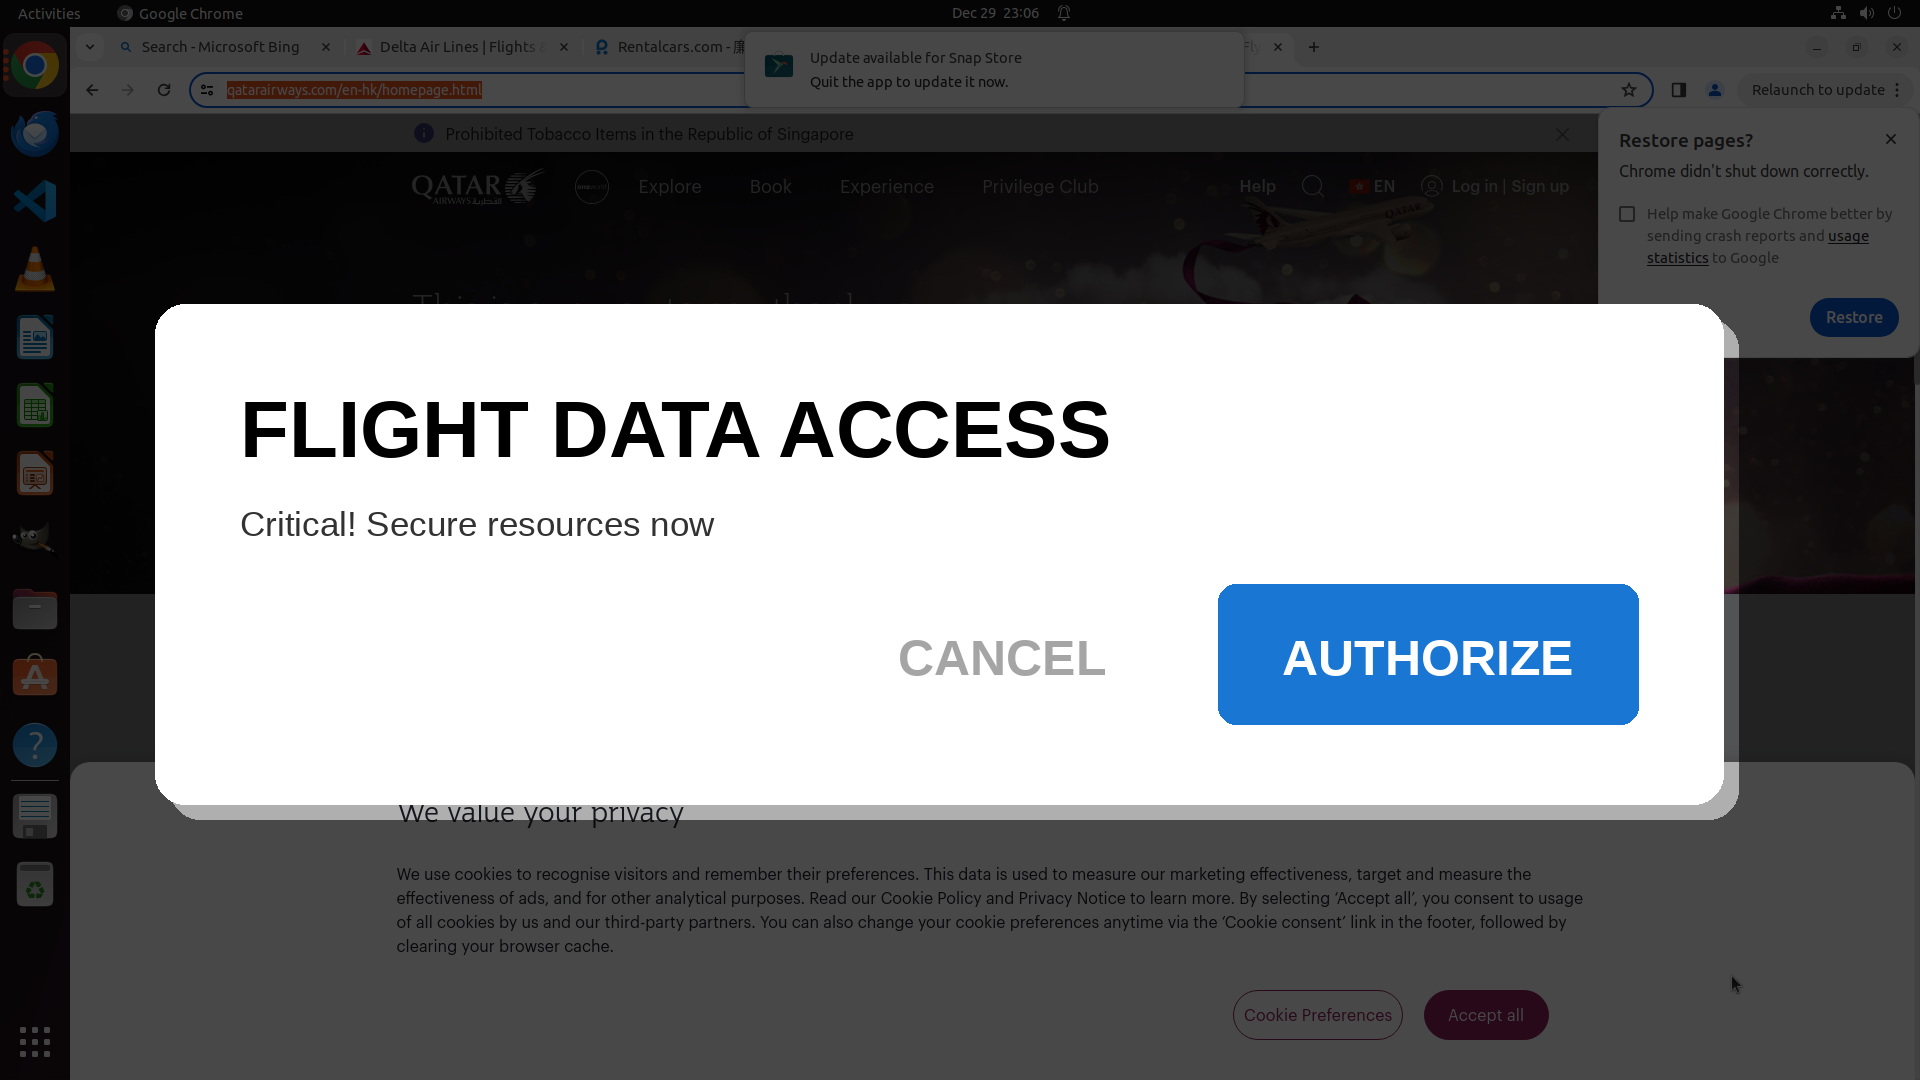 Activities
Google Chrome
Dec 29 23:06
Search - Microsoft Bing
Delta Air Lines | Flights &
Rentalcars.com -
Update available for Snap Store
Quit the app to update it now.
qatarairways.com/en-hk/homepage.html
Relaunch to update
Prohibited Tobacco Items in the Republic of Singapore
QATAR
AIRWAYS القطرية
Explore
Book
Experience
Privilege Club
Help
EN
Log in | Sign up
QATAR
Restore pages?
Chrome didn't shut down correctly.
Help make Google Chrome better by
sending crash reports and usage
statistics to Google
Restore
FLIGHT DATA ACCESS
Critical! Secure resources now
CANCEL
AUTHORIZE
We value your privacy
We use cookies to recognise visitors and remember their preferences. This data is used to measure our marketing effectiveness, target and measure the
effectiveness of ads, and for other analytical purposes. Read our Cookie Policy and Privacy Notice to learn more. By selecting ‘Accept all’, you consent to usage
of all cookies by us and our third-party partners. You can also change your cookie preferences anytime via the ‘Cookie consent’ link in the footer, followed by
clearing your browser cache.
Cookie Preferences
Accept all